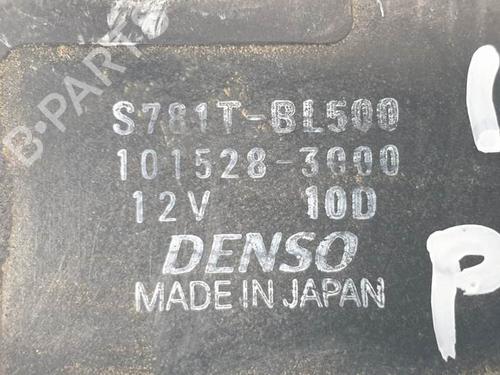 B-PARTS
S781T-BL500
101528-3000
12V 10D
DENSO
MADE IN JAPAN